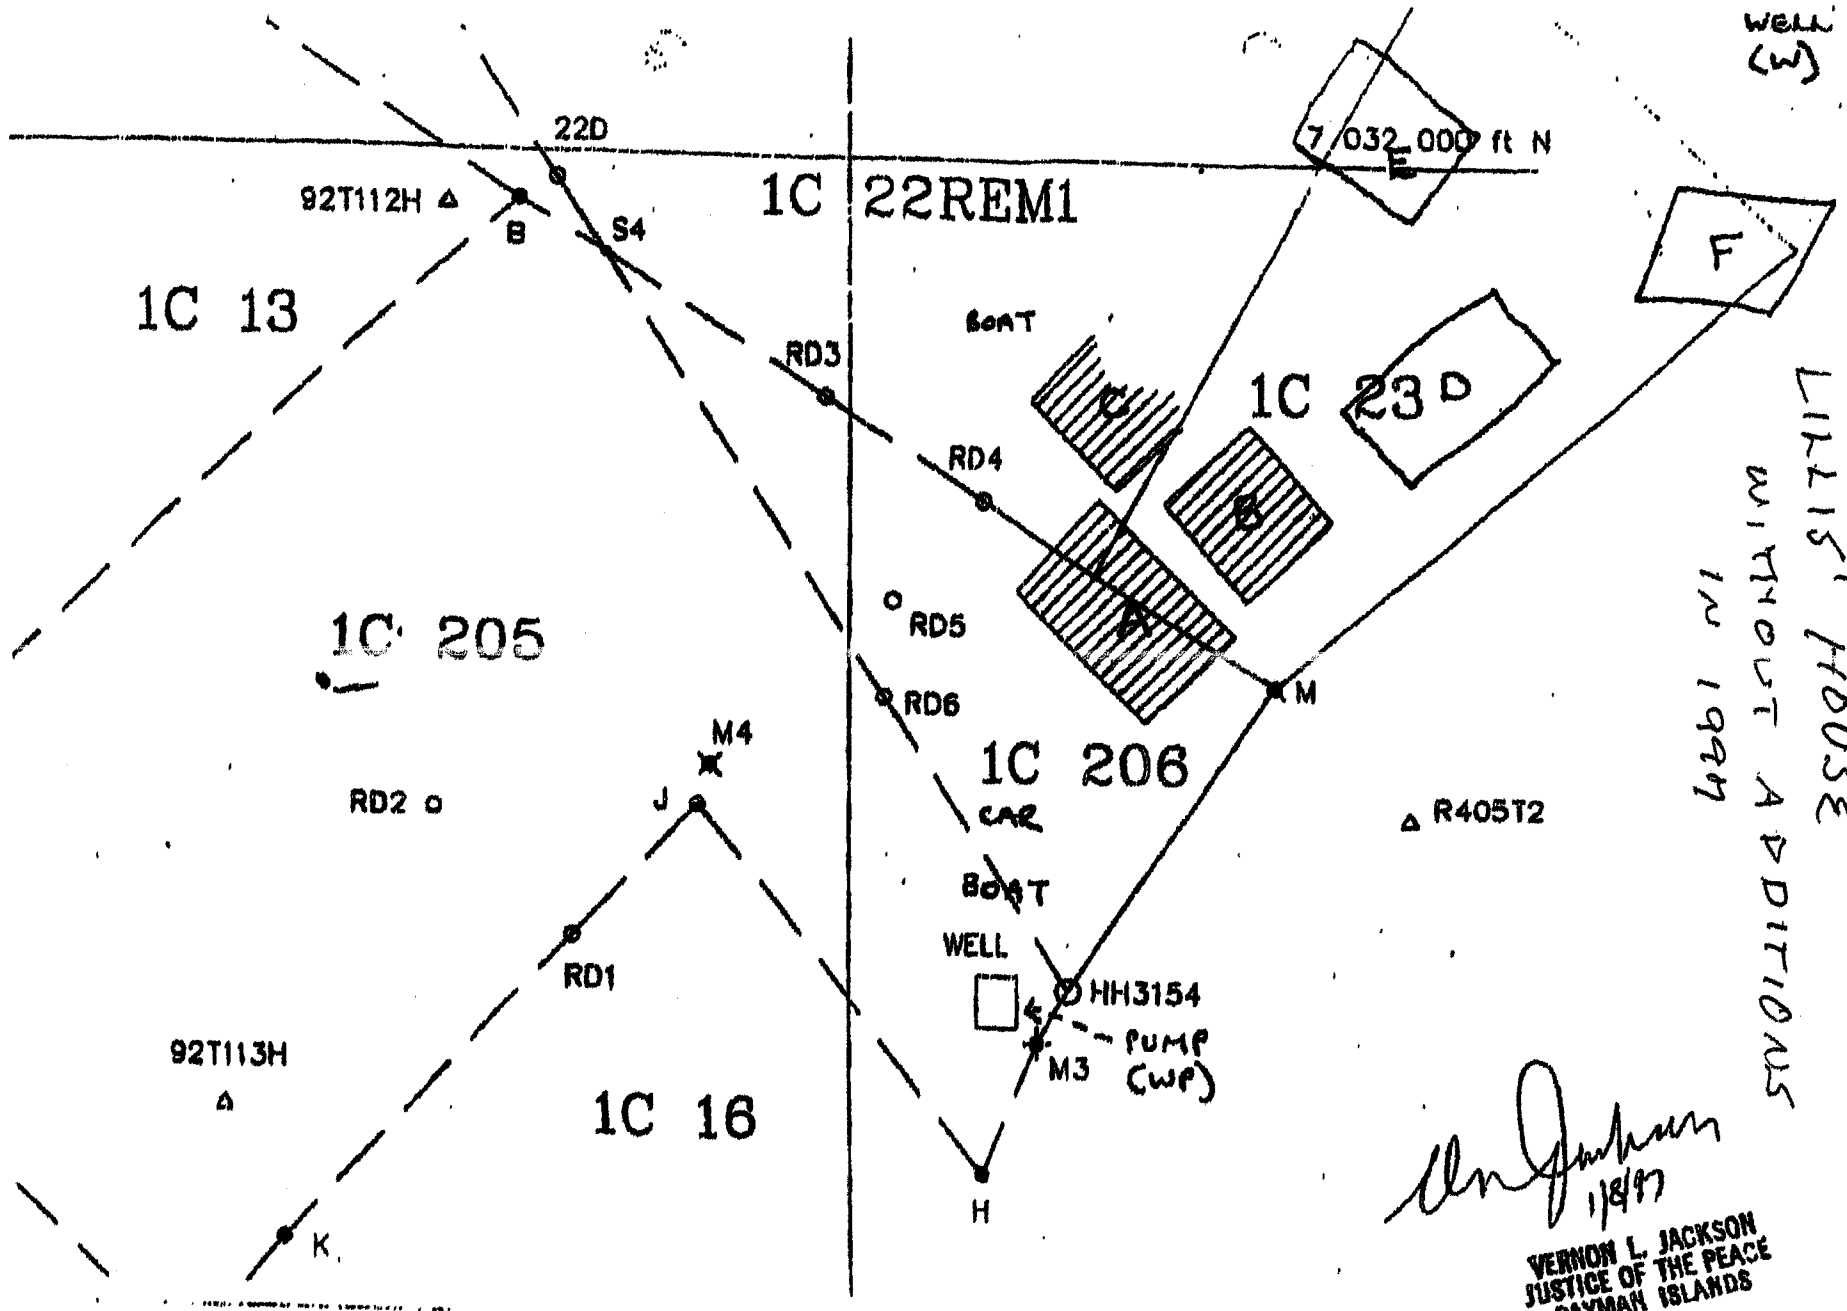 WELL
(W)
22D
7 032 000 ft N
E
92T112H
1C 22REM1
B
S4
F
1C 13
BOAT
RD3
C
1C 23 D
RD4
B
LILLIS' HOUSE
WITHOUT ADDITIONS
RD5
A
1C 205
M
RD6
M4
1C 206
RD2
J
CAR
R405T2
BOAT
WELL
RD1
HH3154
PUMP
(WP)
M3
92T113H
1C 16
H
K
1/8/97
VERNON L. JACKSON
JUSTICE OF THE PEACE
CAYMAN ISLANDS